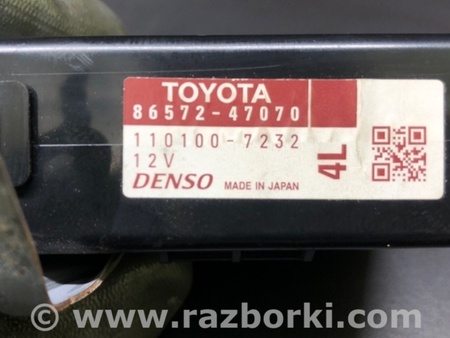 TOYOTA
86572-47070
110100-7232
12V
4L
DENSO MADE IN JAPAN
© www.razborki.com